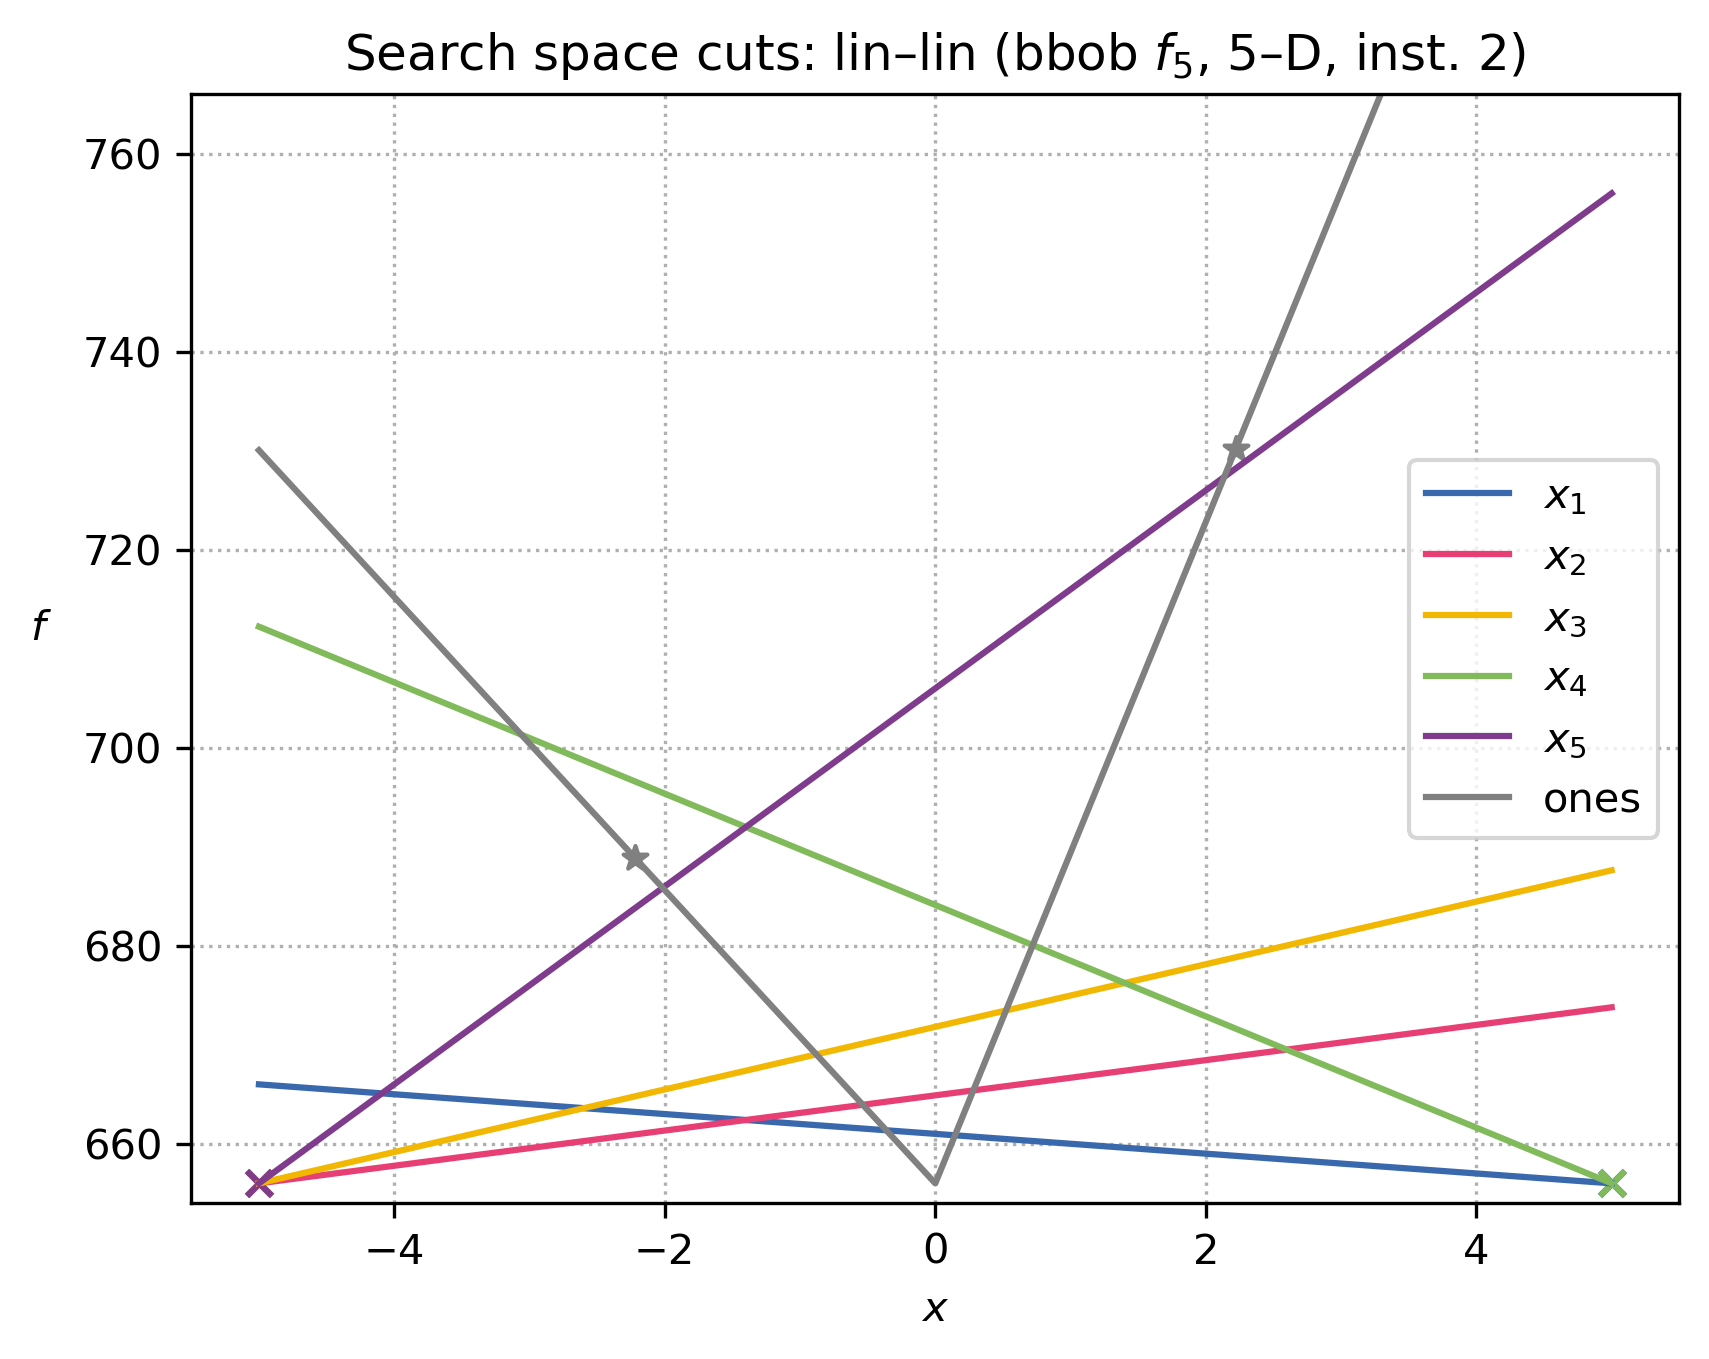 Search space cuts: lin–lin (bbob f₅, 5–D, inst. 2)
760
740
720
700
680
660
f
x₁
x₂
x₃
x₄
x₅
ones
−4
−2
0
2
4
x